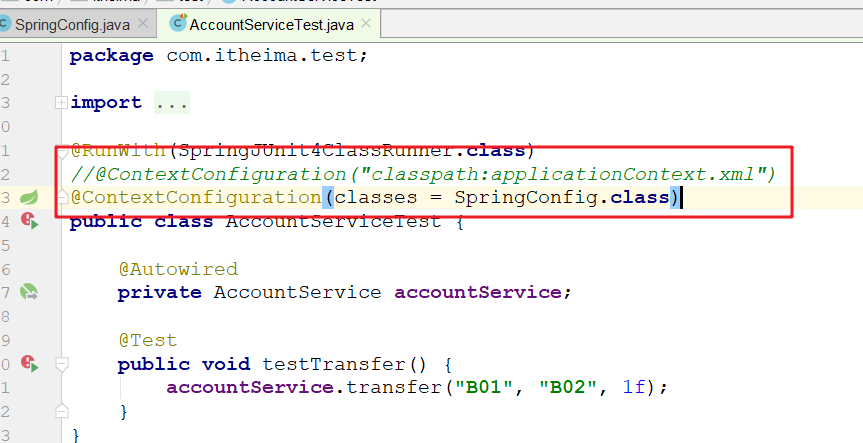 SpringConfig.java × AccountServiceTest.java ×
1 package com.itheima.test;
2
3 import ...
0
1 @RunWith(SpringJUnit4ClassRunner.class)
2 //@ContextConfiguration("classpath:applicationContext.xml")
3 @ContextConfiguration(classes = SpringConfig.class)
4 public class AccountServiceTest {
5
6 @Autowired
7 private AccountService accountService;
8
9 @Test
0 public void testTransfer() {
1 accountService.transfer("B01", "B02", 1f);
2 }
3 }